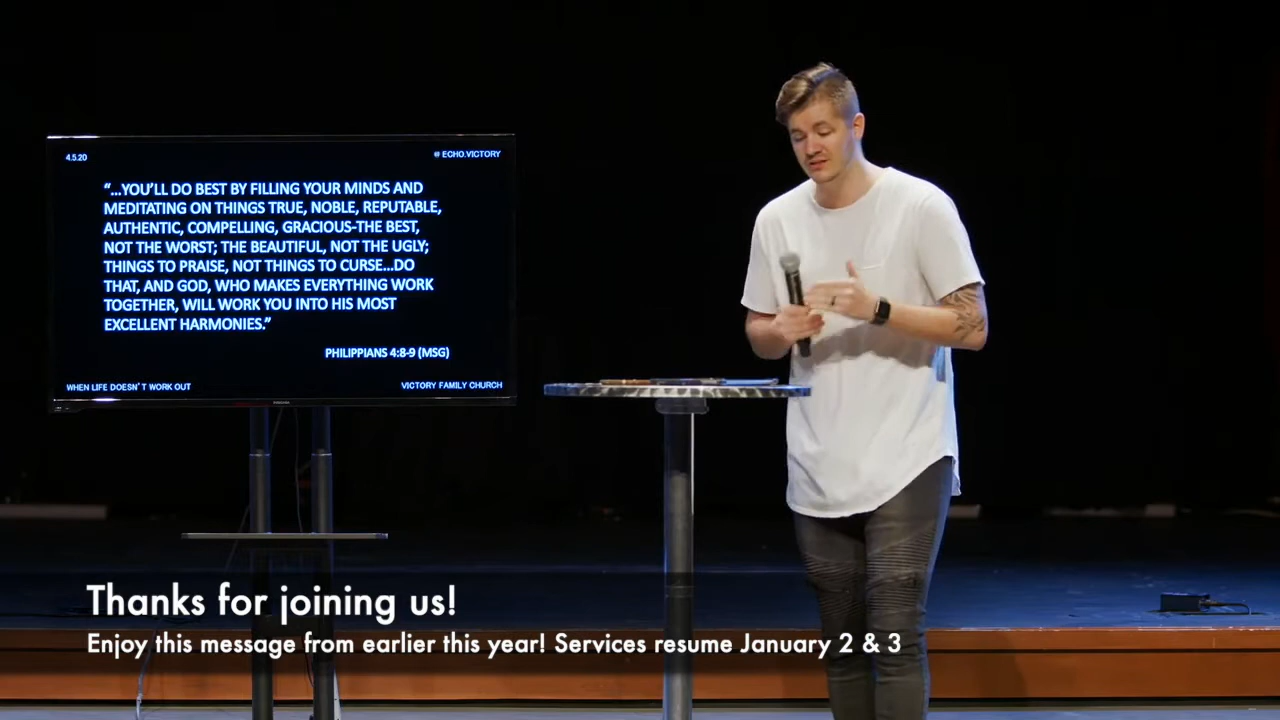 4.5.20
@ ECHO.VICTORY
“...YOU’LL DO BEST BY FILLING YOUR MINDS AND
MEDITATING ON THINGS TRUE, NOBLE, REPUTABLE,
AUTHENTIC, COMPELLING, GRACIOUS-THE BEST,
NOT THE WORST; THE BEAUTIFUL, NOT THE UGLY;
THINGS TO PRAISE, NOT THINGS TO CURSE...DO
THAT, AND GOD, WHO MAKES EVERYTHING WORK
TOGETHER, WILL WORK YOU INTO HIS MOST
EXCELLENT HARMONIES.”
PHILIPPIANS 4:8-9 (MSG)
WHEN LIFE DOESN'T WORK OUT
VICTORY FAMILY CHURCH
Thanks for joining us!
Enjoy this message from earlier this year! Services resume January 2 & 3